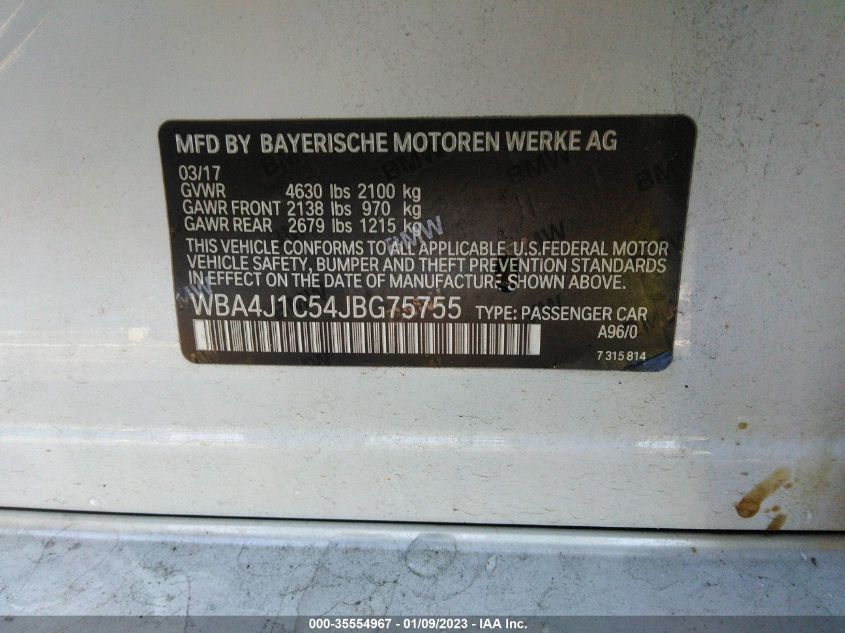 MFD BY BAYERISCHE MOTOREN WERKE AG
03/17
GVWR 4630 lbs 2100 kg
GAWR FRONT 2138 lbs 970 kg
GAWR REAR 2679 lbs 1215 kg
THIS VEHICLE CONFORMS TO ALL APPLICABLE U.S.FEDERAL MOTOR
VEHICLE SAFETY, BUMPER AND THEFT PREVENTION STANDARDS
IN EFFECT ON THE DATE OF MANUFACTURE SHOWN ABOVE.
WBA4J1C54JBG75755 TYPE: PASSENGER CAR
A96/0
7 315 814
BMW
BMW
BMW
000-35554967 - 01/09/2023 - IAA Inc.